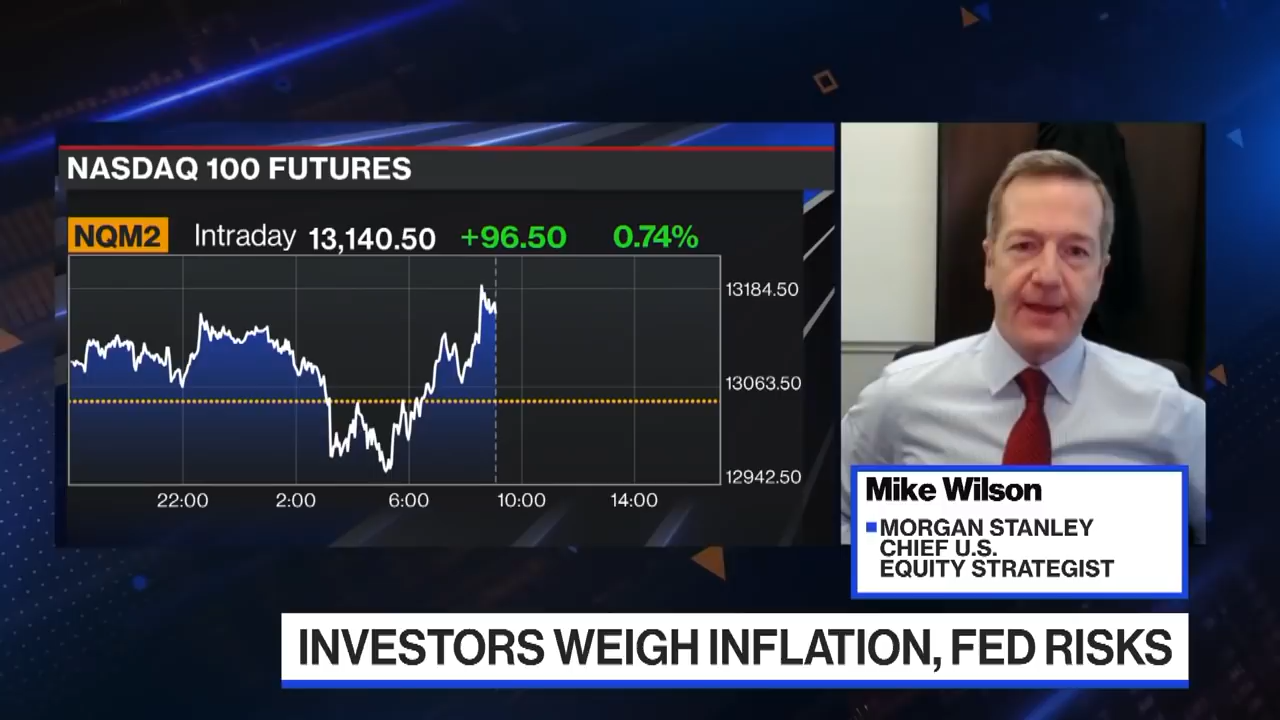 NASDAQ 100 FUTURES
NQM2 Intraday 13,140.50 +96.50 0.74%
13184.50
13063.50
12942.50
22:00 2:00 6:00 10:00 14:00
Mike Wilson
MORGAN STANLEY
CHIEF U.S.
EQUITY STRATEGIST
INVESTORS WEIGH INFLATION, FED RISKS